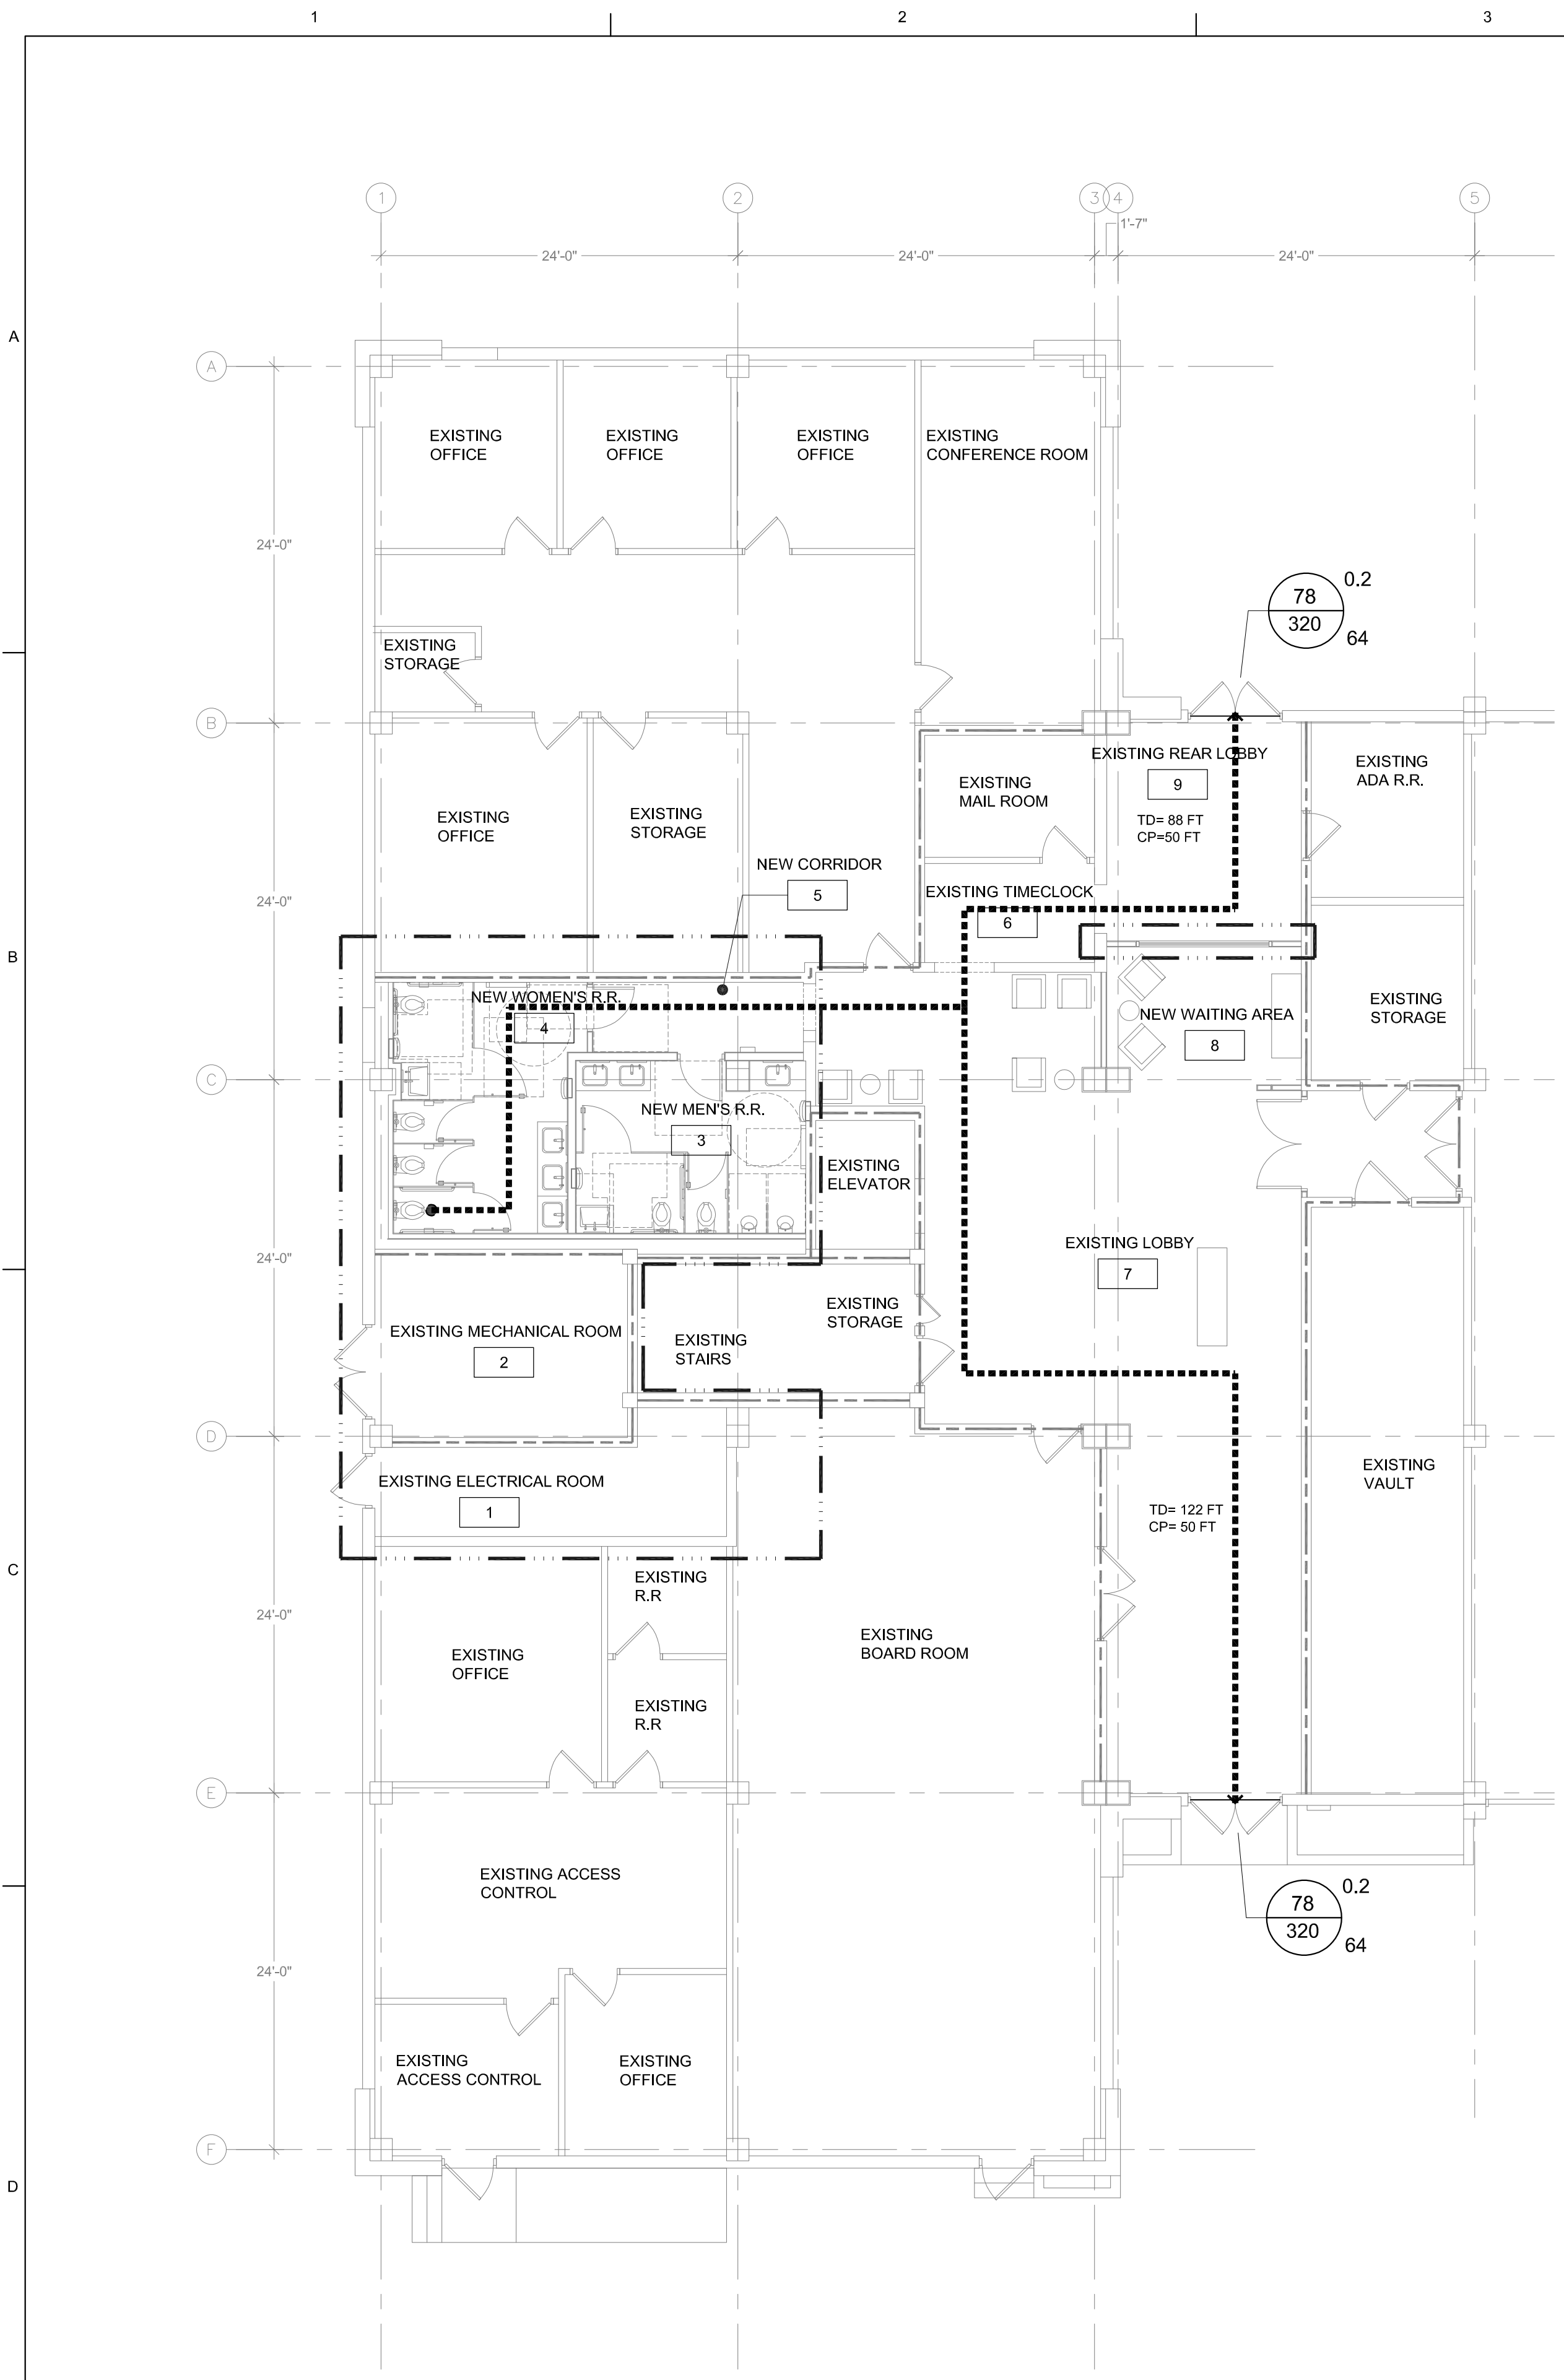 1
2
3
1
2
3
4
5
1'-7"
24'-0"
24'-0"
24'-0"
A
A
EXISTING
OFFICE
EXISTING
OFFICE
EXISTING
OFFICE
EXISTING
CONFERENCE ROOM
24'-0"
0.2
78
320
64
EXISTING
STORAGE
B
EXISTING REAR LOBBY
9
TD= 88 FT
CP=50 FT
EXISTING
ADA R.R.
EXISTING
MAIL ROOM
EXISTING
OFFICE
EXISTING
STORAGE
NEW CORRIDOR
5
24'-0"
EXISTING TIMECLOCK
6
B
NEW WOMEN'S R.R.
4
NEW WAITING AREA
8
EXISTING
STORAGE
C
NEW MEN'S R.R.
3
EXISTING
ELEVATOR
24'-0"
EXISTING LOBBY
7
EXISTING
STORAGE
EXISTING MECHANICAL ROOM
2
EXISTING
STAIRS
D
EXISTING ELECTRICAL ROOM
1
EXISTING
VAULT
TD= 122 FT
CP= 50 FT
C
EXISTING
R.R
24'-0"
EXISTING
OFFICE
EXISTING
BOARD ROOM
EXISTING
R.R
E
EXISTING ACCESS
CONTROL
0.2
78
320
64
24'-0"
EXISTING
ACCESS CONTROL
EXISTING
OFFICE
F
D